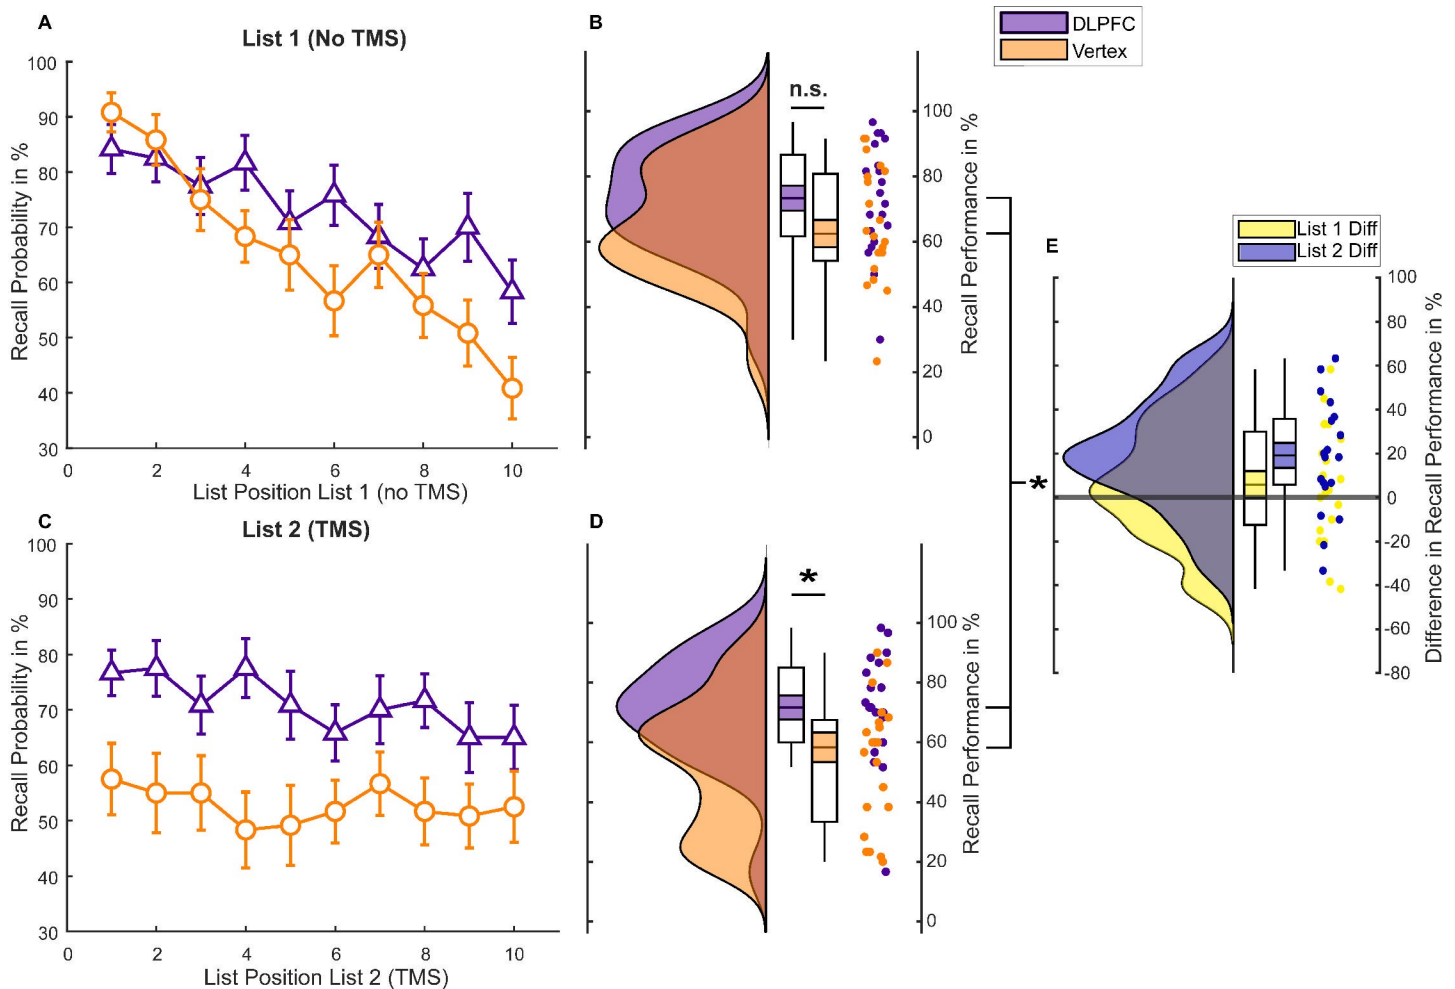 A
List 1 (No TMS)
100
90
80
70
60
50
40
30
0
2
4
6
8
10
Recall Probability in %
List Position List 1 (no TMS)
B
n.s.
100
80
60
40
20
0
Recall Performance in %
DLPFC
Vertex
C
List 2 (TMS)
100
90
80
70
60
50
40
30
0
2
4
6
8
10
Recall Probability in %
List Position List 2 (TMS)
D
*
100
80
60
40
20
0
Recall Performance in %
*
E
List 1 Diff
List 2 Diff
100
80
60
40
20
0
-20
-40
-60
-80
Difference in Recall Performance in %